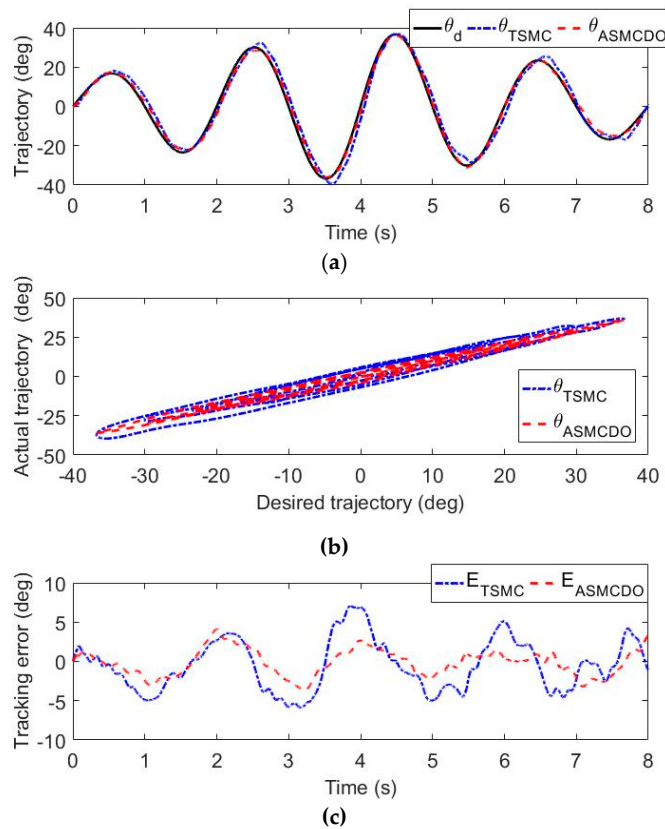 θd θTSMC θASMCDO
Trajectory (deg)
40
20
0
-20
-40
0 1 2 3 4 5 6 7 8
Time (s)
(a)
Actual trajectory (deg)
50
25
0
-25
-50
θTSMC
θASMCDO
-40 -30 -20 -10 0 10 20 30 40
Desired trajectory (deg)
(b)
Tracking error (deg)
10
5
0
-5
-10
ETSMC EASMCDO
0 1 2 3 4 5 6 7 8
Time (s)
(c)